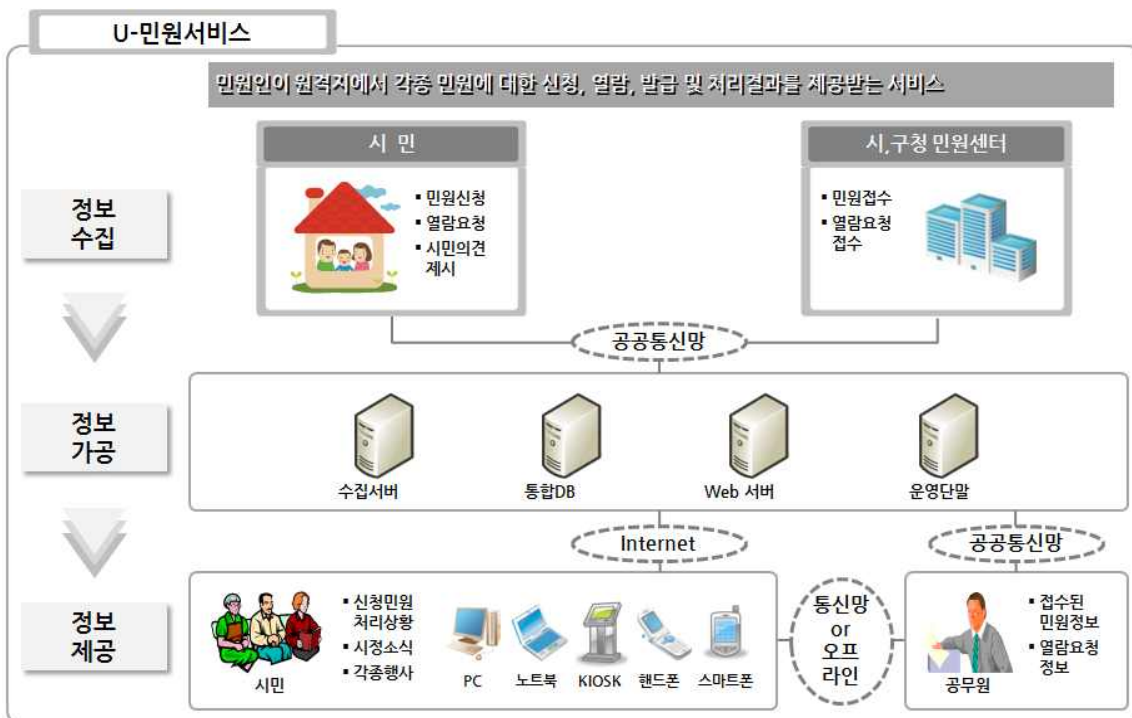 U-민원서비스
민원인이 원격지에서 각종 민원에 대한 신청, 열람, 발급 및 처리결과를 제공받는 서비스
정보
수집
시 민
▪ 민원신청
▪ 열람요청
▪ 시민의견
제시
시,구청 민원센터
▪ 민원접수
▪ 열람요청
접수
공공통신망
정보
가공
수집서버
통합DB
Web 서버
운영단말
Internet
공공통신망
정보
제공
시민
▪ 신청민원
처리상황
▪ 시정소식
▪ 각종행사
PC
노트북
KIOSK
핸드폰
스마트폰
통신망
or
오프
라인
공무원
▪ 접수된
민원정보
▪ 열람요청
정보